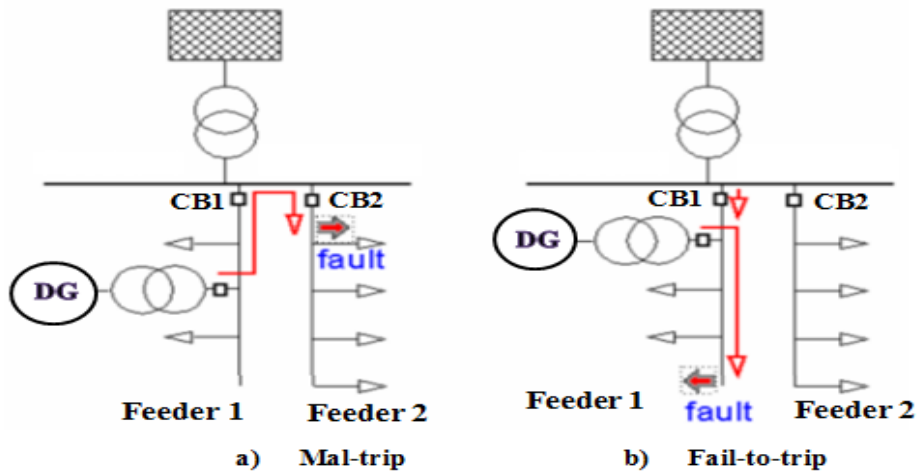 CB1 CB2
fault
DG
Feeder 1 Feeder 2
a) Mal-trip
CB1 CB2
DG
Feeder 1 Feeder 2
fault
b) Fail-to-trip